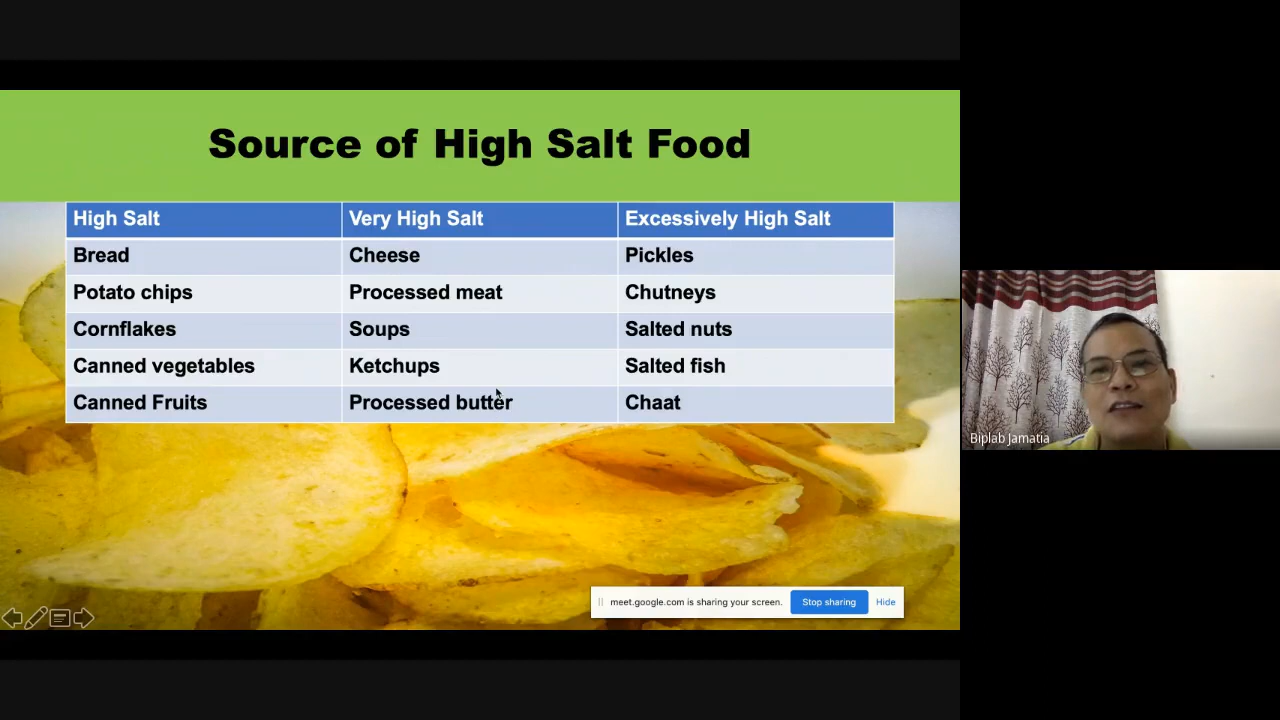 Source of High Salt Food
High Salt Very High Salt Excessively High Salt
Bread Cheese Pickles
Potato chips Processed meat Chutneys
Cornflakes Soups Salted nuts
Canned vegetables Ketchups Salted fish
Canned Fruits Processed butter Chaat
Biplab Jamatia
meet.google.com is sharing your screen. Stop sharing Hide